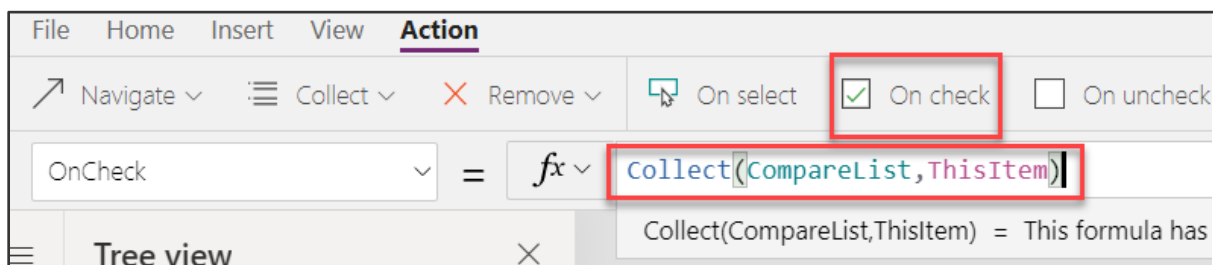 File Home Insert View Action
Navigate Collect Remove On select On check On uncheck
OnCheck = fx Collect(CompareList,ThisItem)
Collect(CompareList,ThisItem) = This formula has
Tree view